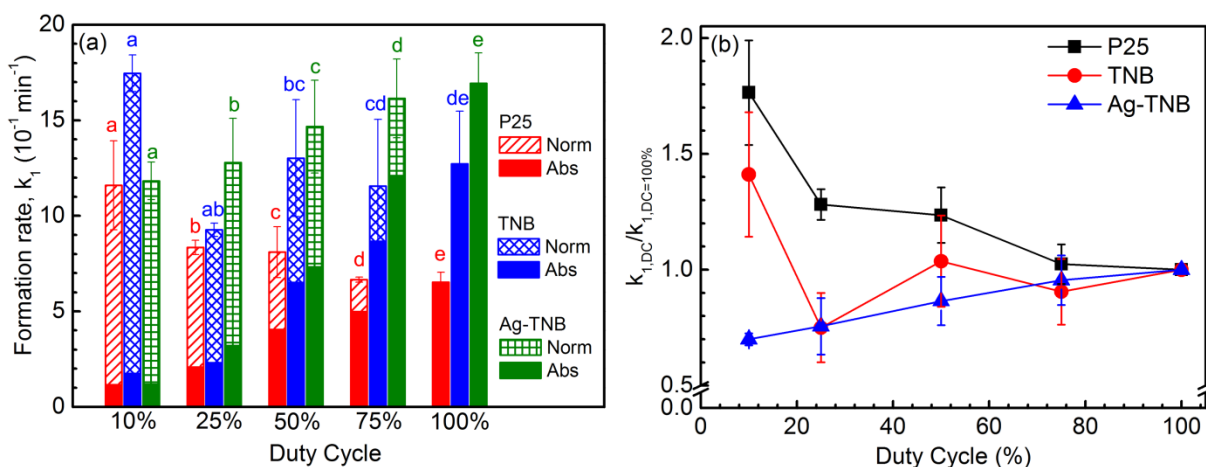 (a)
Formation rate, k1 (10-1 min-1)
20
15
10
5
0
a
a
a
b
ab
b
c
bc
c
d
cd
d
e
de
e
P25
Norm
Abs
TNB
Norm
Abs
Ag-TNB
Norm
Abs
10% 25% 50% 75% 100%
Duty Cycle
(b)
k1,DC/k1,DC=100%
2.0
1.5
1.0
0.5
0.0
P25
TNB
Ag-TNB
0 20 40 60 80 100
Duty Cycle (%)